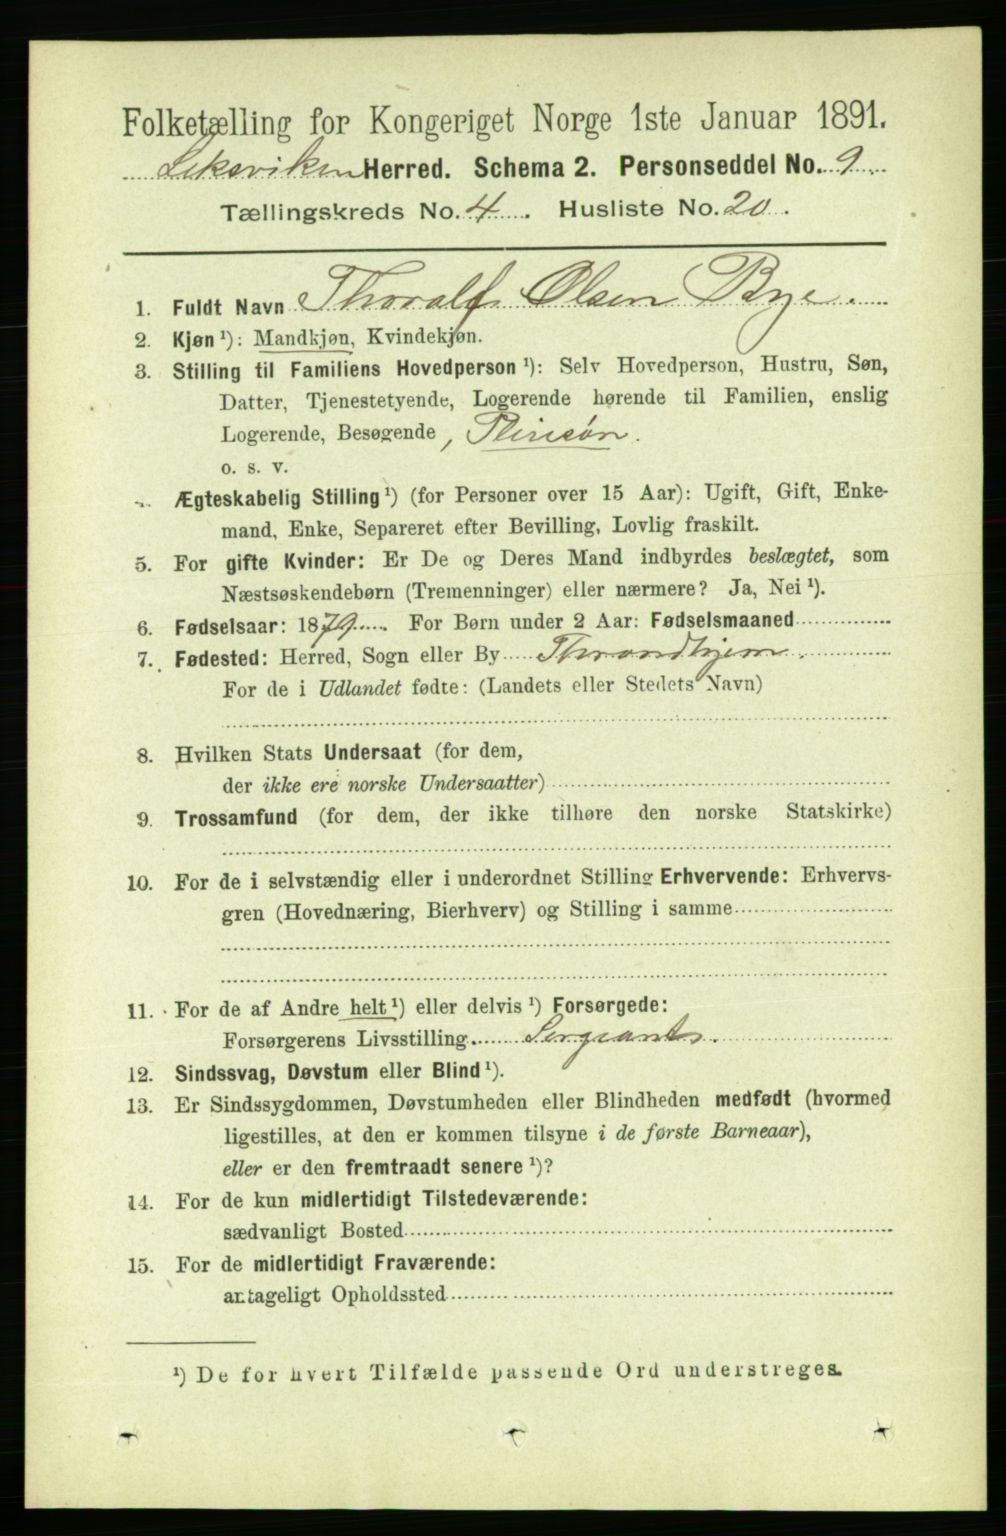 Folketælling for Kongeriget Norge 1ste Januar 1891.
Leksviken Herred. Schema 2. Personseddel No. 9.
Tællingskreds No. 4. Husliste No. 20.
1. Fuldt Navn Thoralf Olsen Bye.
2. Kjøn ¹): Mandkjøn, Kvindekjøn.
3. Stilling til Familiens Hovedperson ¹): Selv Hovedperson, Hustru, Søn,
Datter, Tjenestetyende, Logerende hørende til Familien, enslig
Logerende, Besøgende, Pleiesøn.
o. s. v.
Ægteskabelig Stilling ¹) (for Personer over 15 Aar): Ugift, Gift, Enke-
mand, Enke, Separeret efter Bevilling, Lovlig fraskilt.
5. For gifte Kvinder: Er De og Deres Mand indbyrdes beslægtet, som
Næstsøskendebørn (Tremenninger) eller nærmere? Ja, Nei ¹).
6. Fødselsaar: 1879. For Børn under 2 Aar: Fødselsmaaned
7. Fødested: Herred, Sogn eller By Throndhjem.
For de i Udlandet fødte: (Landets eller Stedets Navn)
8. Hvilken Stats Undersaat (for dem,
der ikke ere norske Undersaatter)
9. Trossamfund (for dem, der ikke tilhøre den norske Statskirke)
10. For de i selvstændig eller i underordnet Stilling Erhvervende: Erhvervs-
gren (Hovednæring, Bierhverv) og Stilling i samme
11. For de af Andre helt ¹) eller delvis ¹) Forsørgede:
Forsørgerens Livsstilling Sergeants.
12. Sindssvag, Døvstum eller Blind ¹).
13. Er Sindssygdommen, Døvstumheden eller Blindheden medfødt (hvormed
ligestilles, at den er kommen tilsyne i de første Barneaar),
eller er den fremtraadt senere ¹)?
14. For de kun midlertidigt Tilstedeværende:
sædvanligt Bosted
15. For de midlertidigt Fraværende:
antageligt Opholdssted
¹) De for hvert Tilfælde passende Ord understreges.